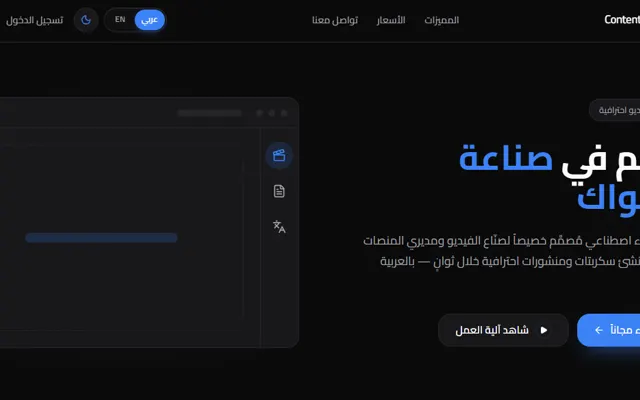 Content
المميزات
الأسعار
تواصل معنا
عربي
EN
تسجيل الدخول
احترافية
في صناعة
اصطناعي مُصمَّم خصيصاً لصنّاع الفيديو ومديري المنصات
سكربتات ومنشورات احترافية خلال ثوانٍ — بالعربية
مجاناً
شاهد آلية العمل